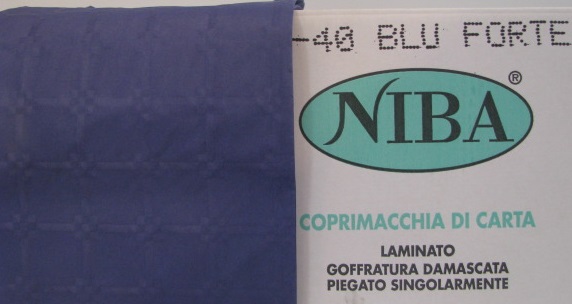 -40 BLU FORTE
NIBA ®
COPRIMACCHIA DI CARTA
LAMINATO
GOFFRATURA DAMASCATA
PIEGATO SINGOLARMENTE